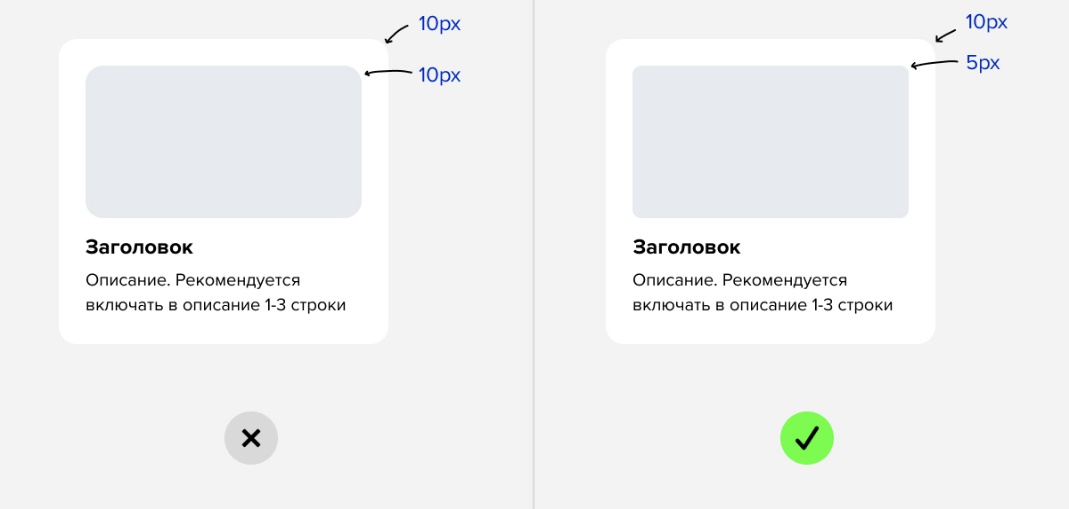 10px
10px
Заголовок
Описание. Рекомендуется
включать в описание 1-3 строки
10px
5px
Заголовок
Описание. Рекомендуется
включать в описание 1-3 строки